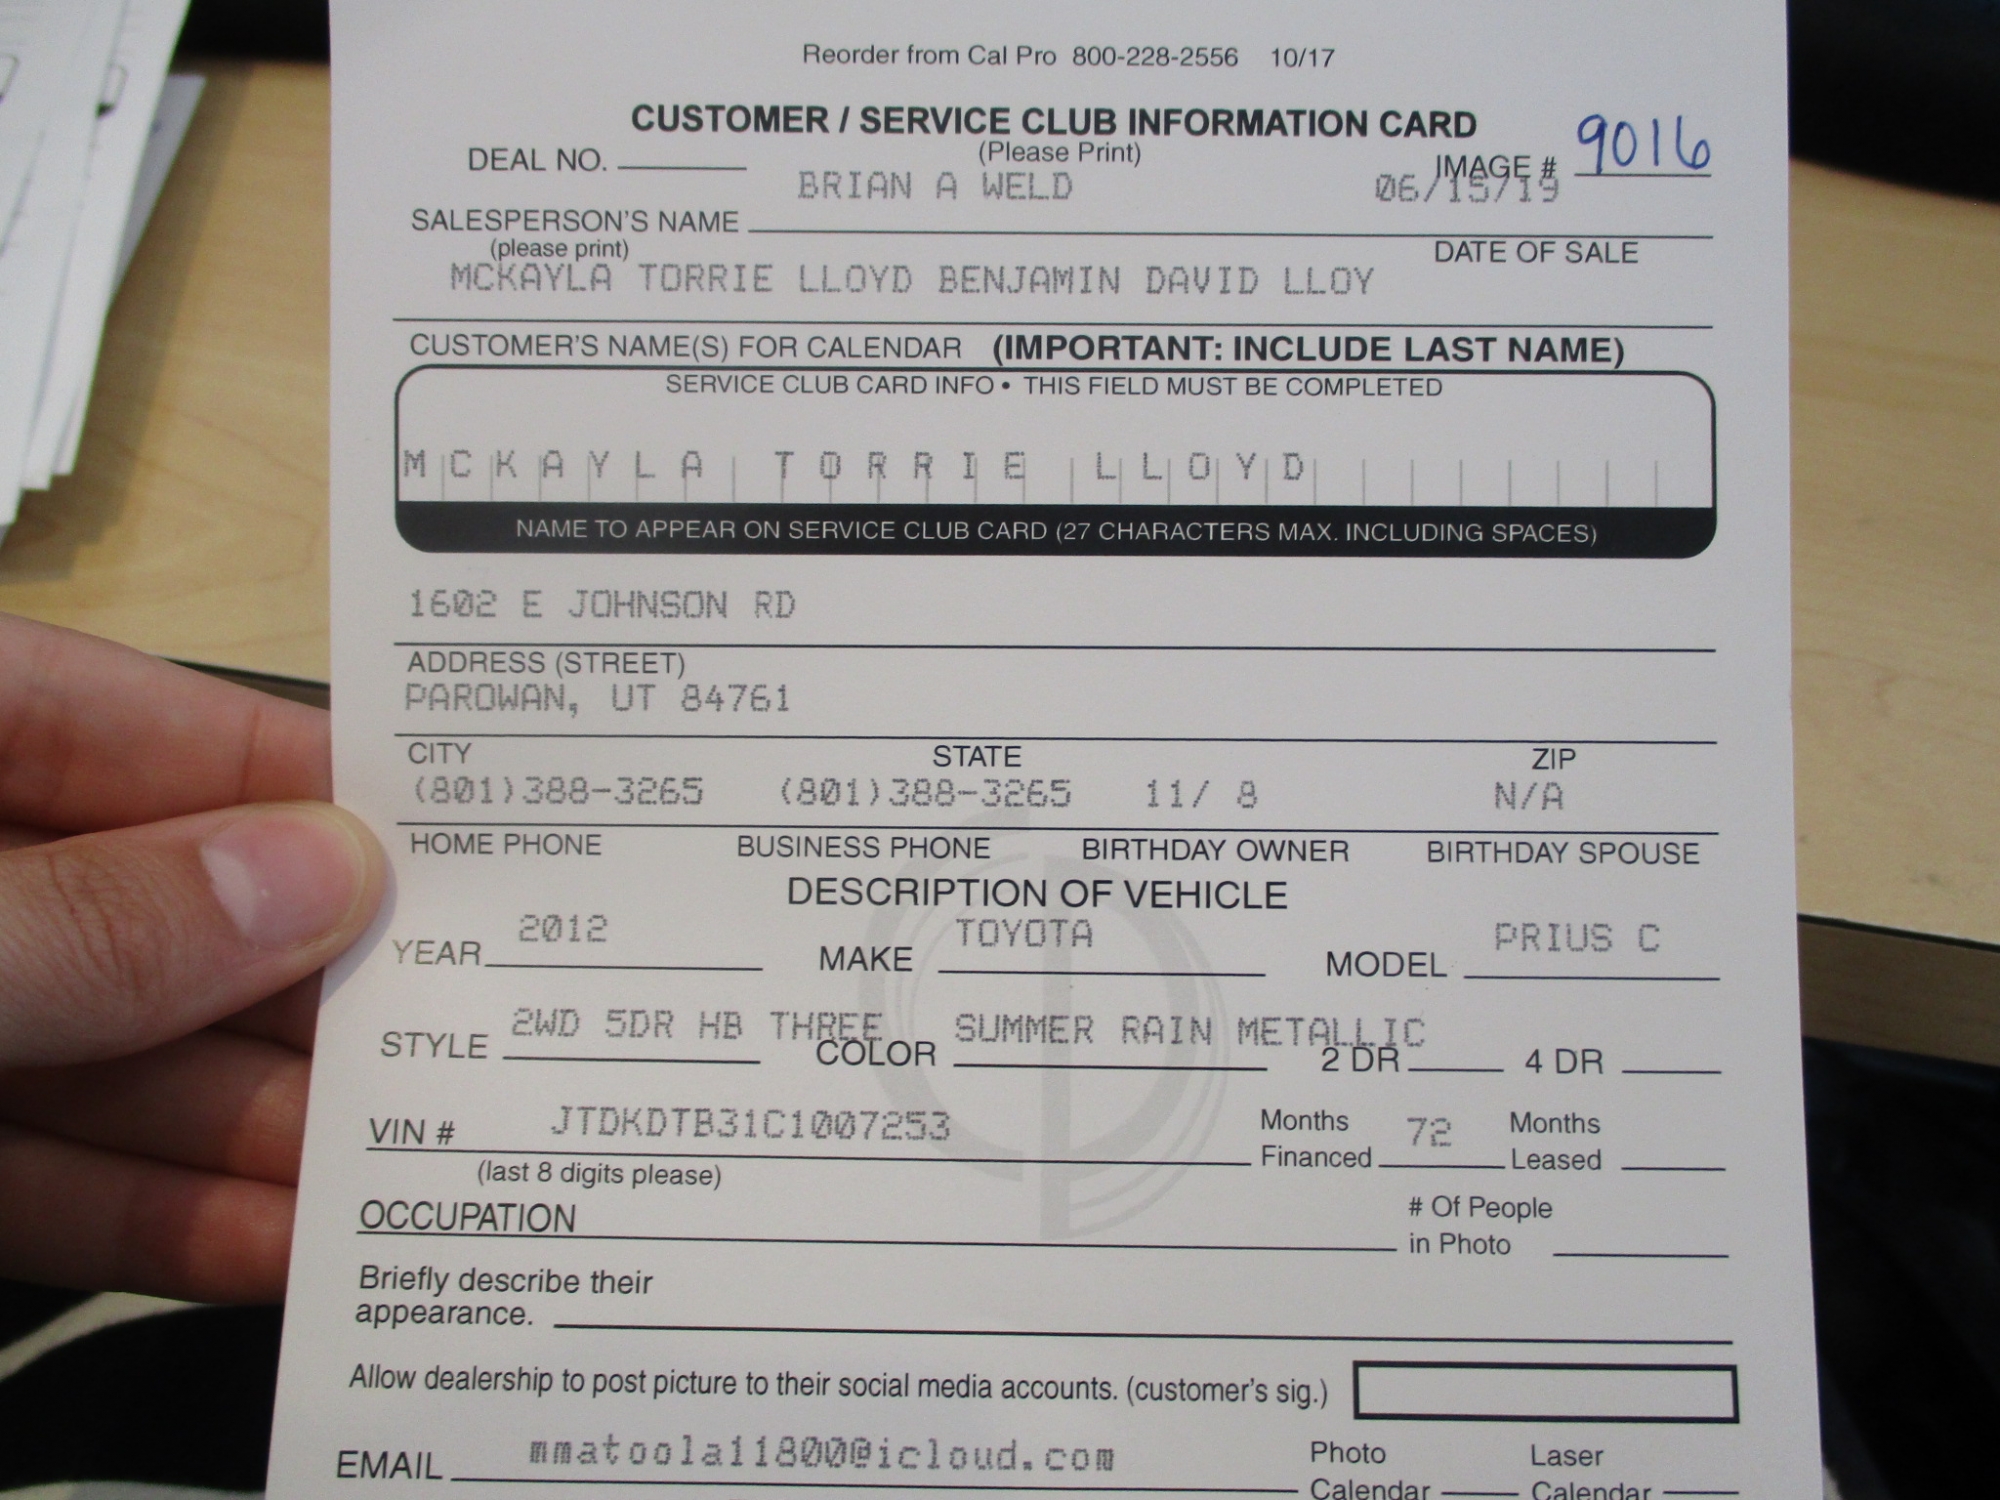 Reorder from Cal Pro 800-228-2556 10/17
CUSTOMER / SERVICE CLUB INFORMATION CARD
(Please Print)
DEAL NO. IMAGE # 9016
BRIAN A WELD 06/15/19
SALESPERSON'S NAME
(please print) DATE OF SALE
MCKAYLA TORRIE LLOYD BENJAMIN DAVID LLOY
CUSTOMER'S NAME(S) FOR CALENDAR (IMPORTANT: INCLUDE LAST NAME)
SERVICE CLUB CARD INFO • THIS FIELD MUST BE COMPLETED
MCKAYLA TORRIE LLOYD
NAME TO APPEAR ON SERVICE CLUB CARD (27 CHARACTERS MAX. INCLUDING SPACES)
1602 E JOHNSON RD
ADDRESS (STREET)
PAROWAN, UT 84761
CITY STATE ZIP
(801)388-3265 (801)388-3265 11/ 8 N/A
HOME PHONE BUSINESS PHONE BIRTHDAY OWNER BIRTHDAY SPOUSE
DESCRIPTION OF VEHICLE
YEAR 2012 MAKE TOYOTA MODEL PRIUS C
STYLE 2WD 5DR HB THREE COLOR SUMMER RAIN METALLIC 2 DR 4 DR
VIN # JTDKDTB31C1007253 Months Financed 72 Months Leased
(last 8 digits please)
OCCUPATION # Of People in Photo
Briefly describe their
appearance.
Allow dealership to post picture to their social media accounts. (customer's sig.)
EMAIL mmatoola11800@icloud.com Photo Calendar Laser Calendar